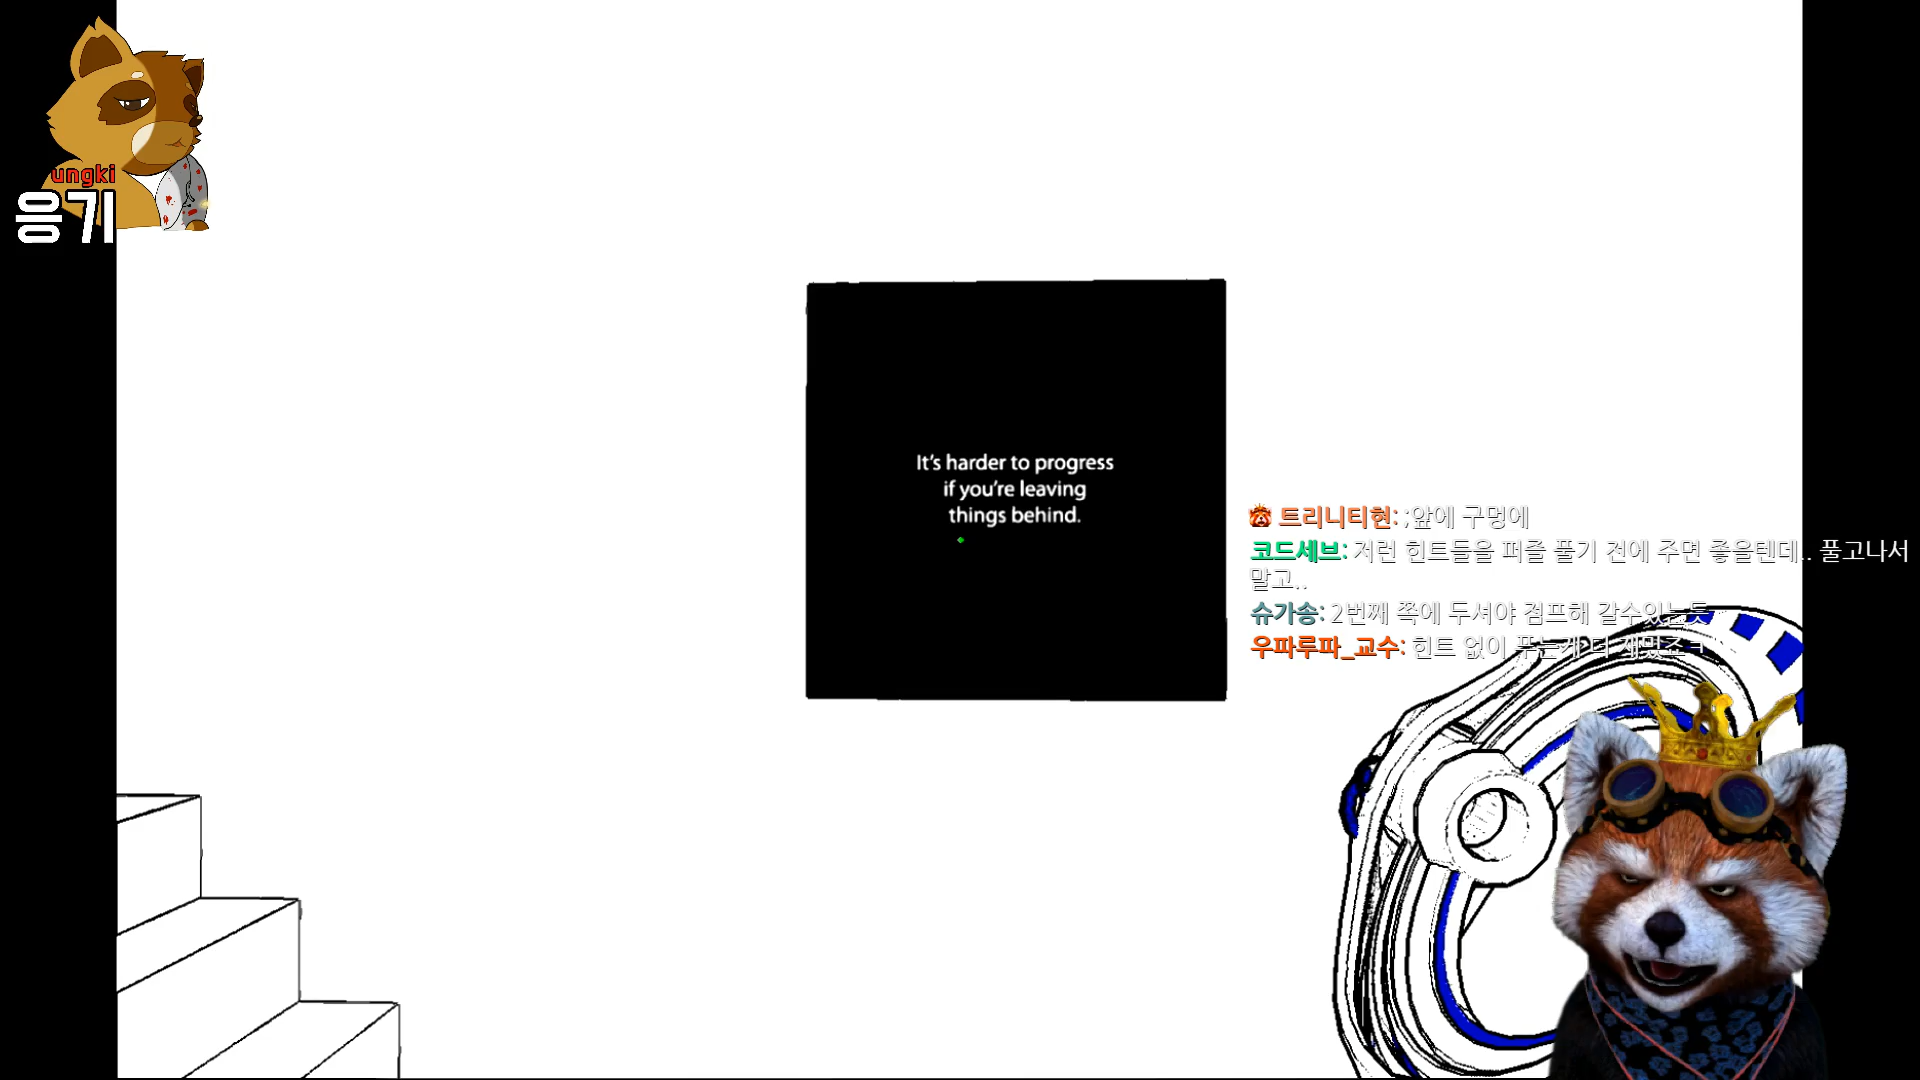 ungki
응기
It's harder to progress
if you're leaving
things behind.
트리니티현: ;앞에 구멍에
코드세브: 저런 힌트들을 퍼즐 풀기 전에 주면 좋을텐데.. 풀고나서
말고..
슈가송: 2번째 쪽에 두셔야 점프해 갈수있는듯
우파루파_교수: 힌트 없이 푸는게 더 재밌죠ㅋ